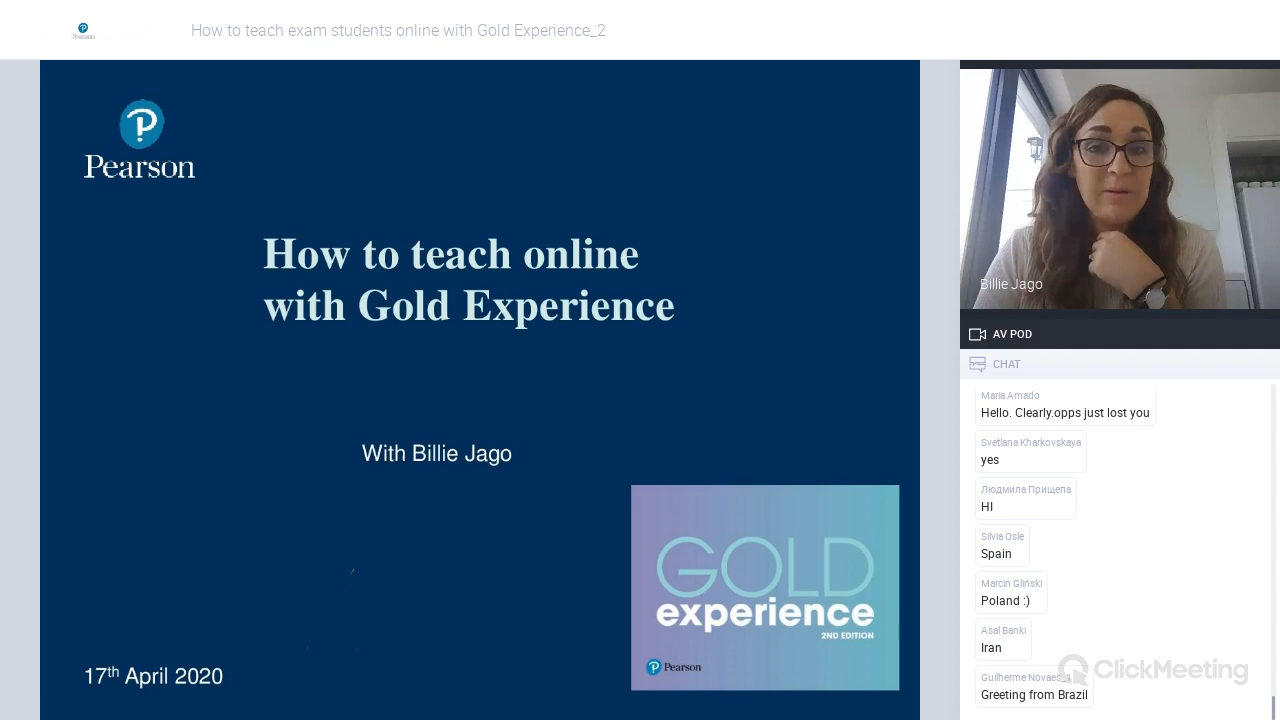 Pearson
How to teach exam students online with Gold Experience_2
Pearson
How to teach online
with Gold Experience
With Billie Jago
GOLD
experience
2ND EDITION
Pearson
17th April 2020
Billie Jago
AV POD
CHAT
Maria Amado
Hello. Clearly.opps just lost you
Svetlana Kharkovskaya
yes
Людмила Прищепа
HI
Silvia Osle
Spain
Marcin Gliński
Poland :)
Asal Banki
Iran
Guilherme Novaes_1
Greeting from Brazil
ClickMeeting